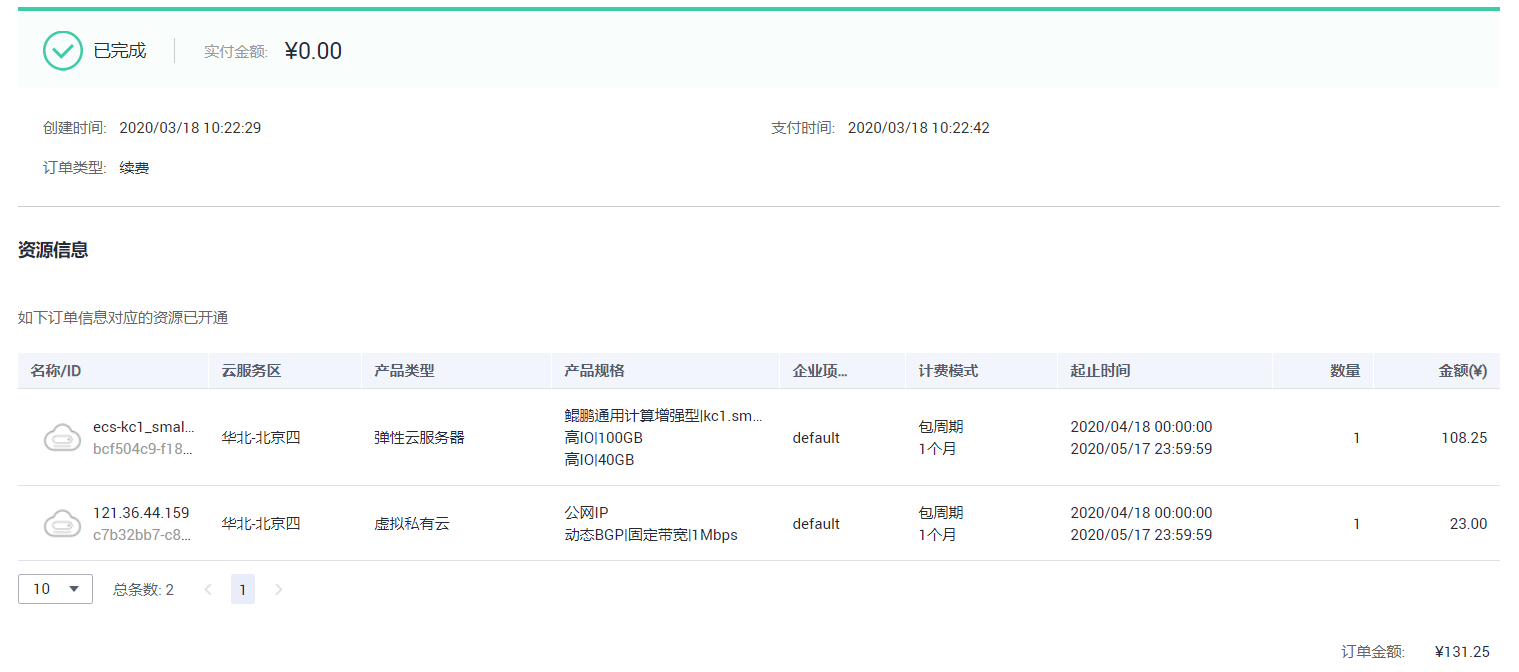 已完成 实付金额: ¥0.00
创建时间: 2020/03/18 10:22:29 支付时间: 2020/03/18 10:22:42
订单类型: 续费
资源信息
如下订单信息对应的资源已开通
名称/ID 云服务区 产品类型 产品规格 企业项... 计费模式 起止时间 数量 金额(¥)
ecs-kc1_smal... 华北-北京四 弹性云服务器 鲲鹏通用计算增强型|kc1.sm... default 包周期 2020/04/18 00:00:00 1 108.25
bcf504c9-f18... 高IO|100GB 1个月 2020/05/17 23:59:59
高IO|40GB
121.36.44.159 华北-北京四 虚拟私有云 公网IP default 包周期 2020/04/18 00:00:00 1 23.00
c7b32bb7-c8... 动态BGP|固定带宽|1Mbps 1个月 2020/05/17 23:59:59
10 总条数: 2 1
订单金额: ¥131.25